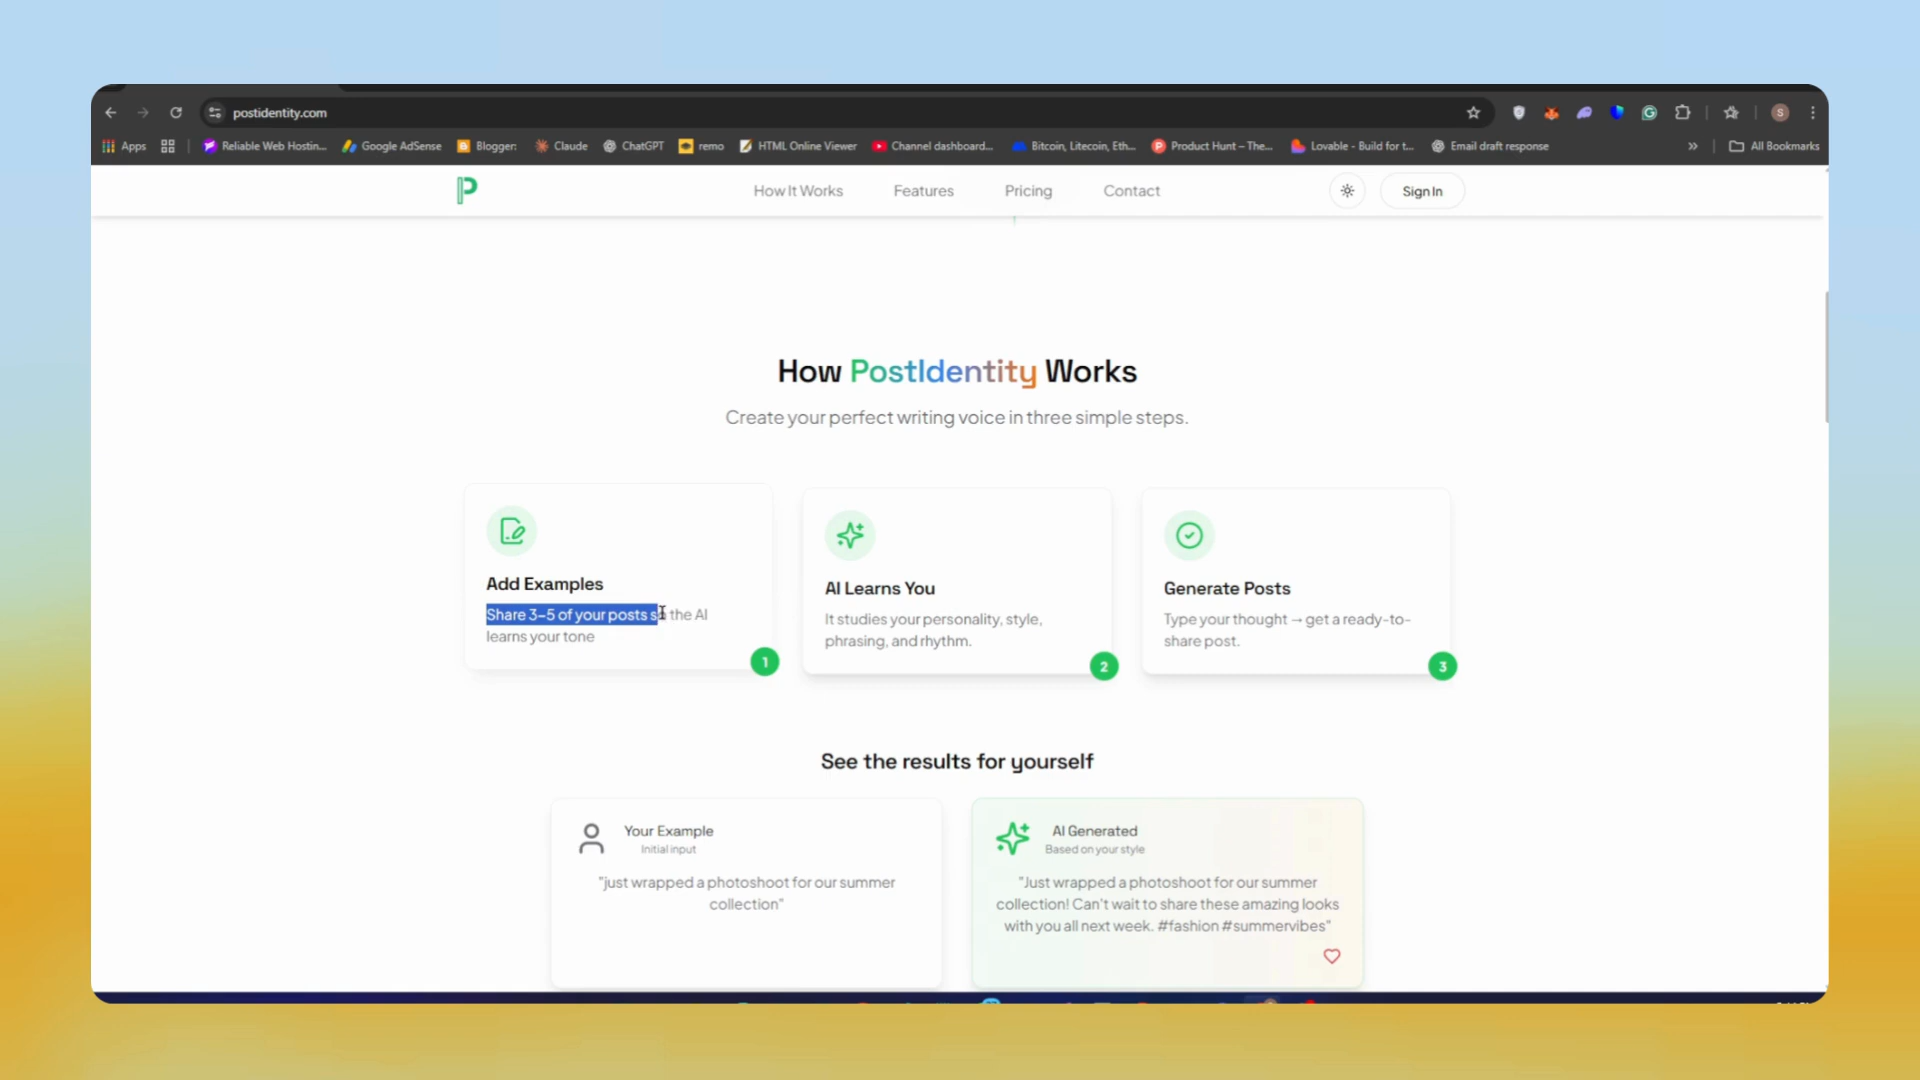 postidentity.com
S
Apps
Reliable Web Hostin...
Google AdSense
Blogger:
Claude
ChatGPT
remo
HTML Online Viewer
Channel dashboard...
Bitcoin, Litecoin, Eth...
Product Hunt – The...
Lovable - Build for t...
Email draft response
»
All Bookmarks
P
How It Works
Features
Pricing
Contact
Sign In
How PostIdentity Works
Create your perfect writing voice in three simple steps.
Add Examples
Share 3–5 of your posts so the AI
learns your tone
1
AI Learns You
It studies your personality, style,
phrasing, and rhythm.
2
Generate Posts
Type your thought → get a ready-to-
share post.
3
See the results for yourself
Your Example
Initial input
"just wrapped a photoshoot for our summer
collection"
AI Generated
Based on your style
"Just wrapped a photoshoot for our summer
collection! Can't wait to share these amazing looks
with you all next week. #fashion #summervibes"